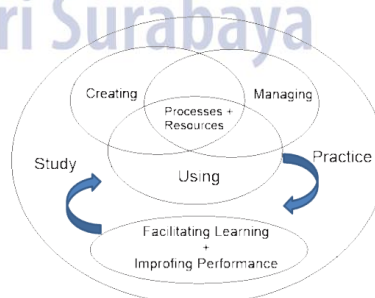 ri Surabaya
Creating
Managing
Processes +
Resources
Study
Practice
Using
Facilitating Learning
+
Improfing Performance